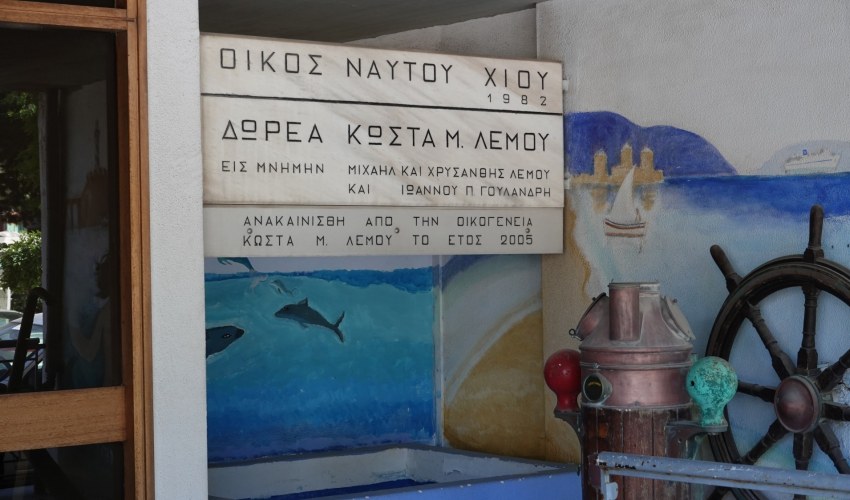 ΟΙΚΟΣ ΝΑΥΤΟΥ ΧΙΟΥ
1982
ΔΩΡΕΑ ΚΩΣΤΑ Μ. ΛΕΜΟΥ
ΕΙΣ ΜΝΗΜΗΝ ΜΙΧΑΗΛ ΚΑΙ ΧΡΥΣΑΝΘΗΣ ΛΕΜΟΥ
ΚΑΙ ΙΩΑΝΝΟΥ Π ΓΟΥΛΑΝΔΡΗ
ΑΝΑΚΑΙΝΙΣΘΗ ΑΠΟ ΤΗΝ ΟΙΚΟΓΕΝΕΙΑ
ΚΩΣΤΑ Μ. ΛΕΜΟΥ ΤΟ ΕΤΟΣ 2005